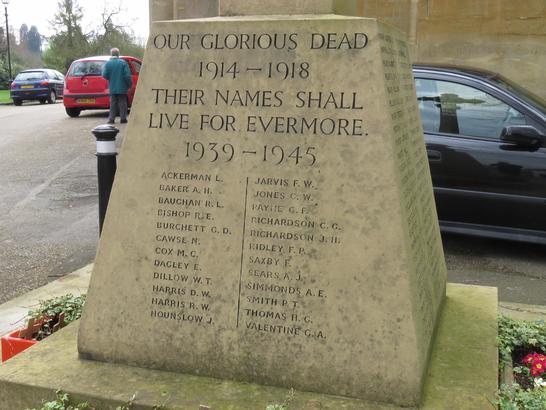 OUR GLORIOUS DEAD
1914-1918
THEIR NAMES SHALL
LIVE FOR EVERMORE.
1939-1945
ACKERMAN L.
BAKER A. H.
BAUGHAN R. L.
BISHOP R. E.
BURCHETT G. D.
CAWSE N.
COX M. G.
DAGLEY E.
DILLOW W. T.
HARRIS D. W.
HARRIS R. W.
HOUNSLOW J.
JARVIS F. W.
JONES C. W.
PAYNE G. F.
RICHARDSON C. G.
RICHARDSON J. H.
RIDLEY F. P.
SAXBY F.
SEARS A. J.
SIMMONDS A. E.
SMITH P. T.
THOMAS H. G.
VALENTINE G. A.